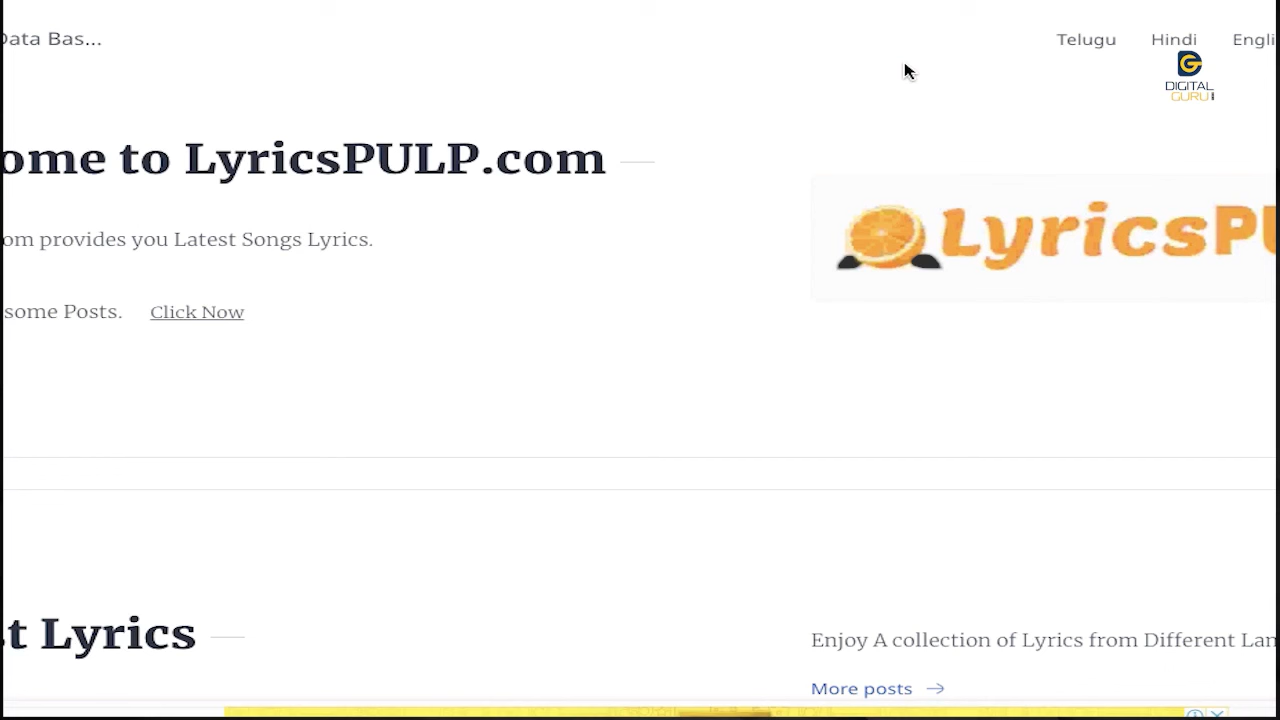 Data Bas...
Telugu Hindi Engli
DIGITAL
GURU
ome to LyricsPULP.com
LyricsPU
om provides you Latest Songs Lyrics.
some Posts. Click Now
t Lyrics
Enjoy A collection of Lyrics from Different Lan
More posts